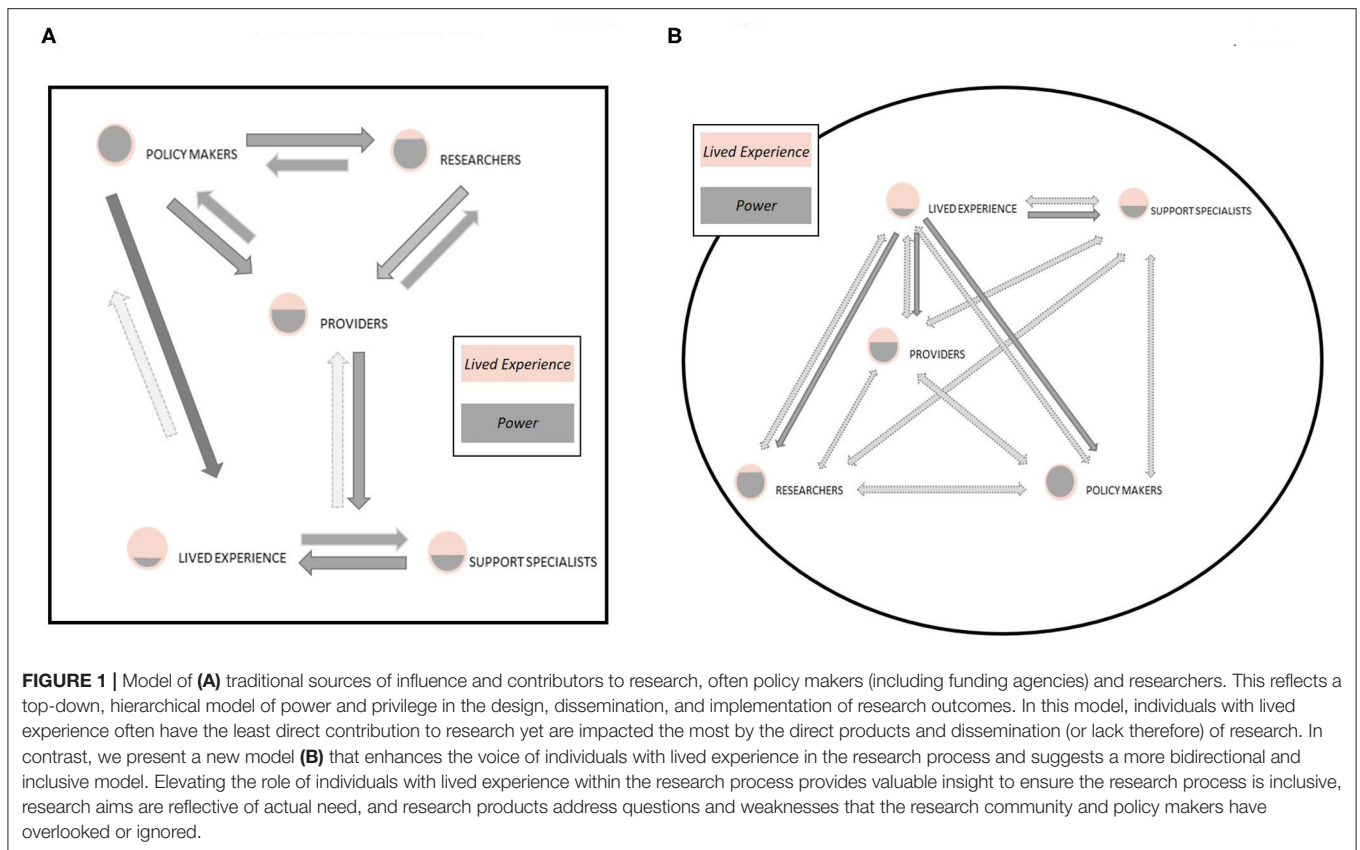 A
POLICY MAKERS
RESEARCHERS
PROVIDERS
Lived Experience
Power
LIVED EXPERIENCE
SUPPORT SPECIALISTS
B
Lived Experience
Power
LIVED EXPERIENCE
SUPPORT SPECIALISTS
PROVIDERS
RESEARCHERS
POLICY MAKERS
FIGURE 1 | Model of (A) traditional sources of influence and contributors to research, often policy makers (including funding agencies) and researchers. This reflects a
top-down, hierarchical model of power and privilege in the design, dissemination, and implementation of research outcomes. In this model, individuals with lived
experience often have the least direct contribution to research yet are impacted the most by the direct products and dissemination (or lack therefore) of research. In
contrast, we present a new model (B) that enhances the voice of individuals with lived experience in the research process and suggests a more bidirectional and
inclusive model. Elevating the role of individuals with lived experience within the research process provides valuable insight to ensure the research process is inclusive,
research aims are reflective of actual need, and research products address questions and weaknesses that the research community and policy makers have
overlooked or ignored.